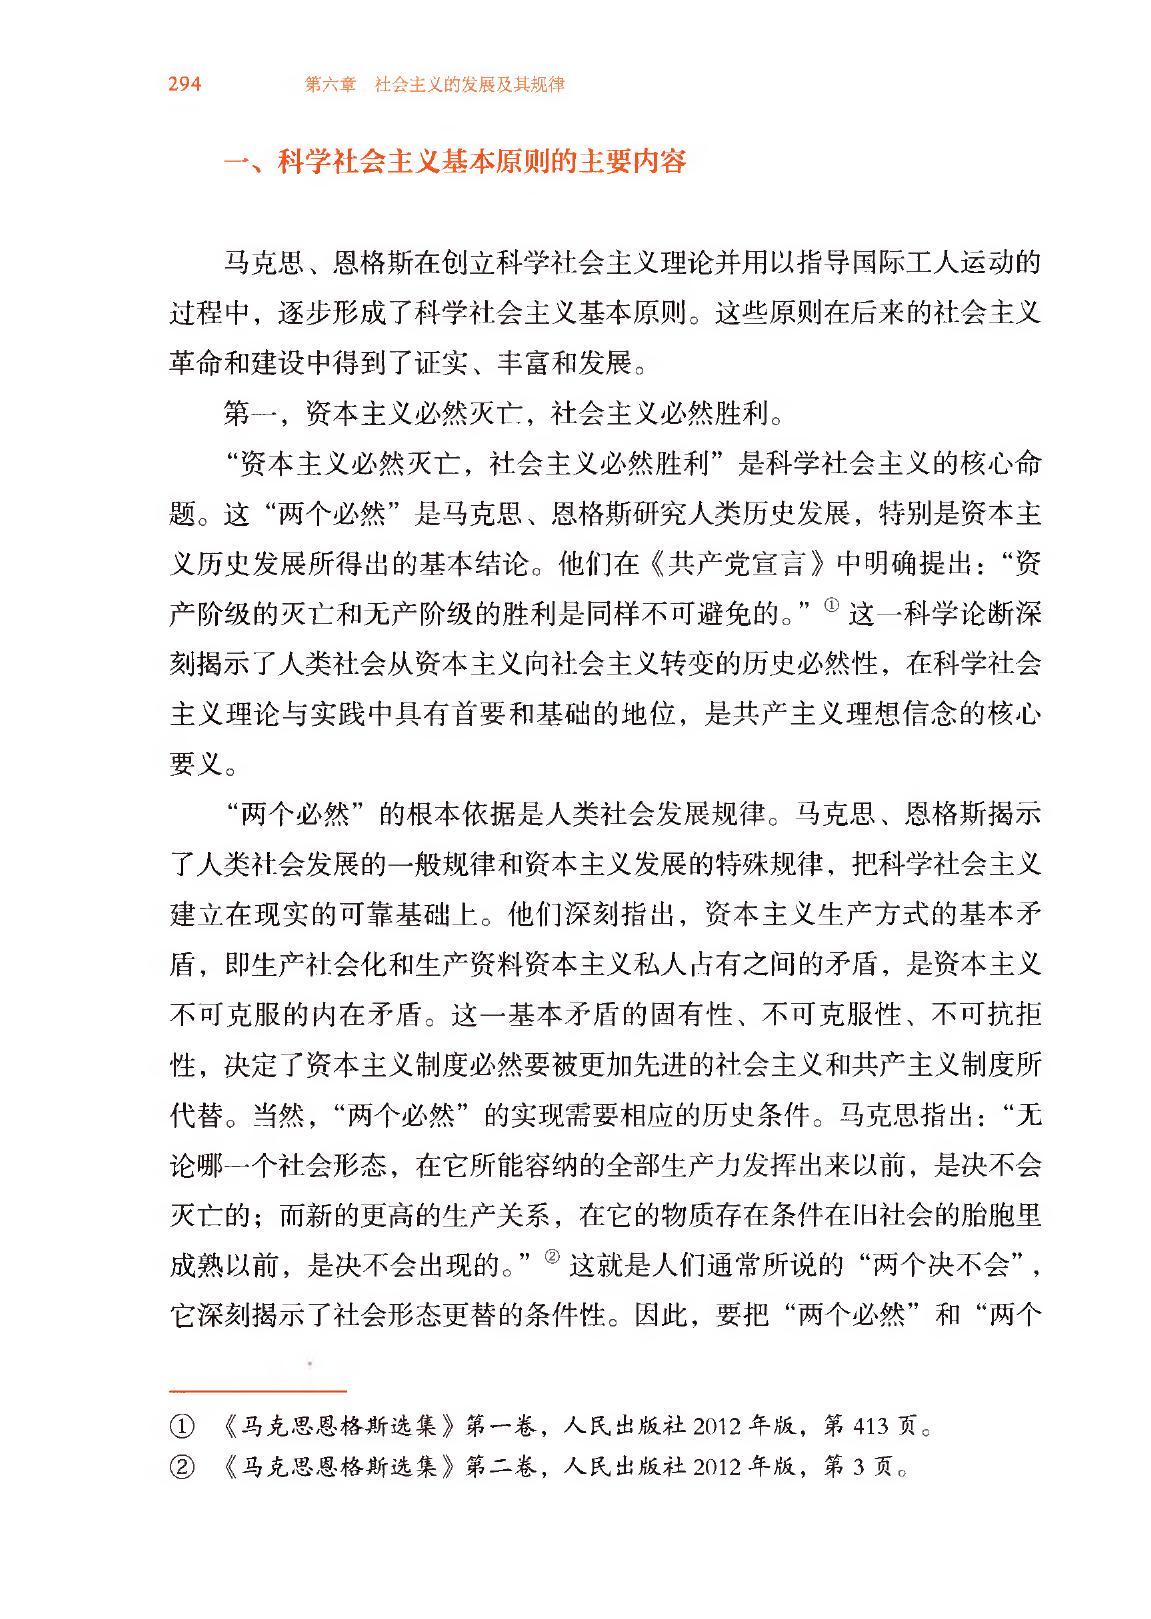 294 第六章 社会主义的发展及其规律
一、科学社会主义基本原则的主要内容
马克思、恩格斯在创立科学社会主义理论并用以指导国际工人运动的
过程中，逐步形成了科学社会主义基本原则。这些原则在后来的社会主义
革命和建设中得到了证实、丰富和发展。
第一，资本主义必然灭亡，社会主义必然胜利。
“资本主义必然灭亡，社会主义必然胜利”是科学社会主义的核心命
题。这“两个必然”是马克思、恩格斯研究人类历史发展，特别是资本主
义历史发展所得出的基本结论。他们在《共产党宣言》中明确提出：“资
产阶级的灭亡和无产阶级的胜利是同样不可避免的。”① 这一科学论断深
刻揭示了人类社会从资本主义向社会主义转变的历史必然性，在科学社会
主义理论与实践中具有首要和基础的地位，是共产主义理想信念的核心
要义。
“两个必然”的根本依据是人类社会发展规律。马克思、恩格斯揭示
了人类社会发展的一般规律和资本主义发展的特殊规律，把科学社会主义
建立在现实的可靠基础上。他们深刻指出，资本主义生产方式的基本矛
盾，即生产社会化和生产资料资本主义私人占有之间的矛盾，是资本主义
不可克服的内在矛盾。这一基本矛盾的固有性、不可克服性、不可抗拒
性，决定了资本主义制度必然要被更加先进的社会主义和共产主义制度所
代替。当然，“两个必然”的实现需要相应的历史条件。马克思指出：“无
论哪一个社会形态，在它所能容纳的全部生产力发挥出来以前，是决不会
灭亡的；而新的更高的生产关系，在它的物质存在条件在旧社会的胎胞里
成熟以前，是决不会出现的。”② 这就是人们通常所说的“两个决不会”，
它深刻揭示了社会形态更替的条件性。因此，要把“两个必然”和“两个
① 《马克思恩格斯选集》第一卷，人民出版社 2012 年版，第 413 页。
② 《马克思恩格斯选集》第二卷，人民出版社 2012 年版，第 3 页。